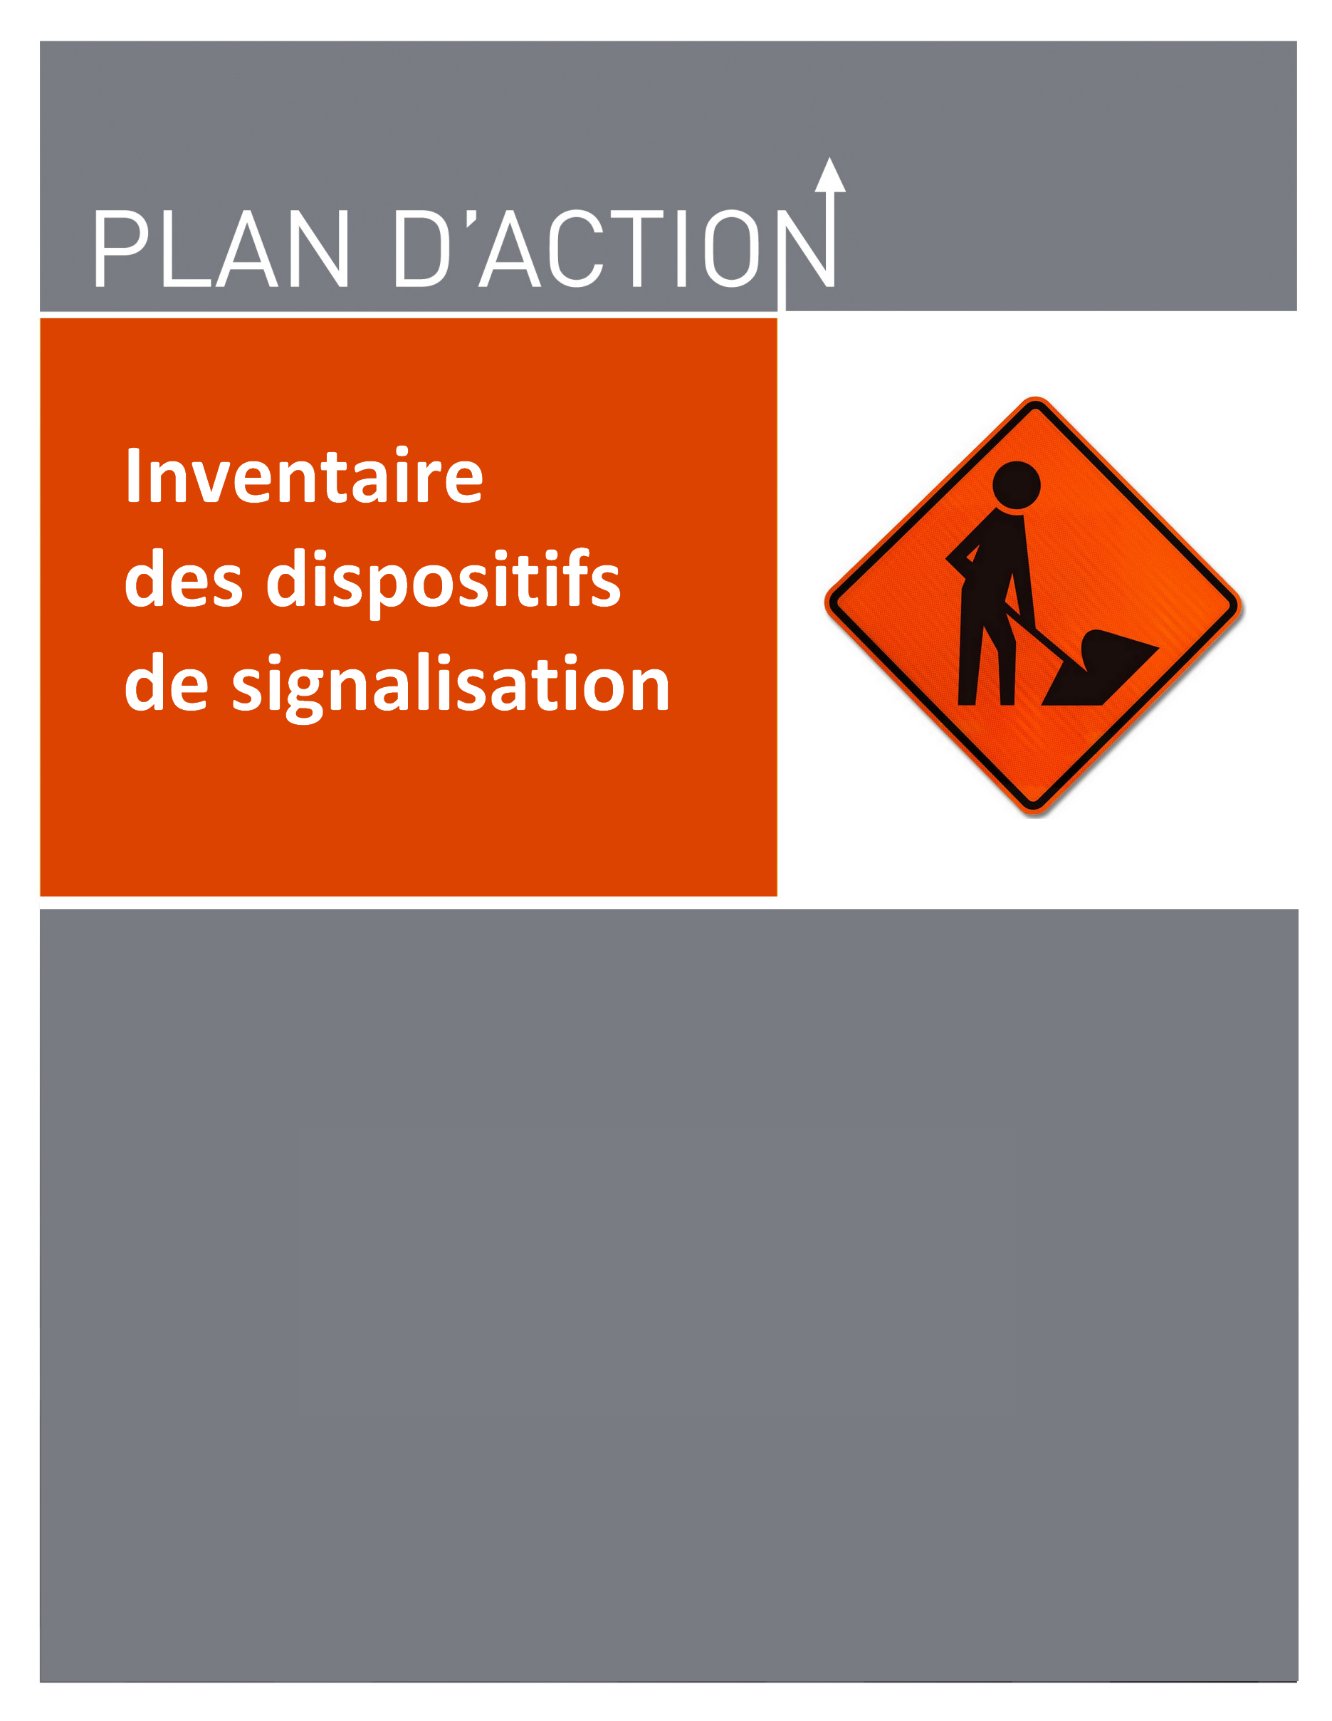 PLAN D'ACTION
Inventaire
des dispositifs
de signalisation